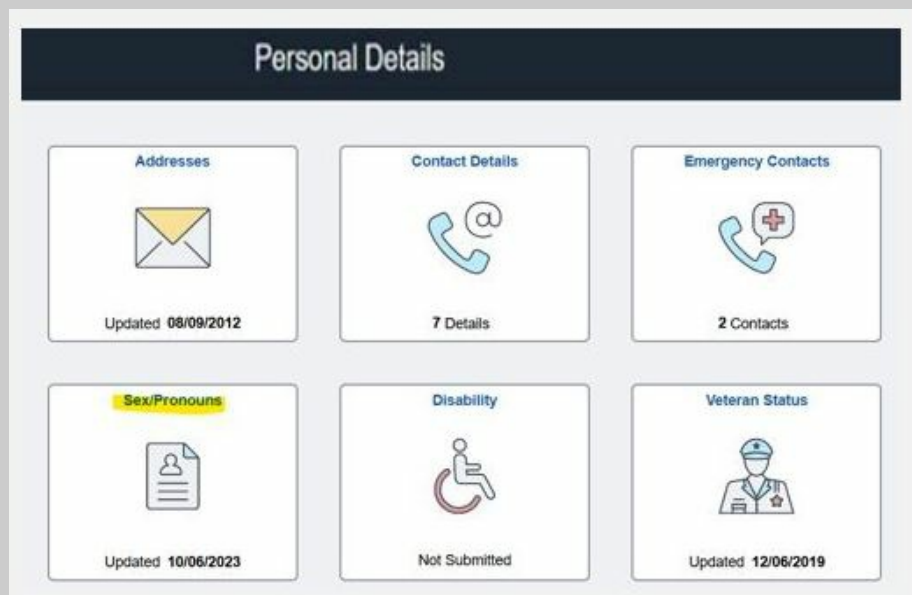 Personal Details
Addresses
Updated 08/09/2012
Contact Details
@
7 Details
Emergency Contacts
2 Contacts
Sex/Pronouns
Updated 10/06/2023
Disability
Not Submitted
Veteran Status
Updated 12/06/2019